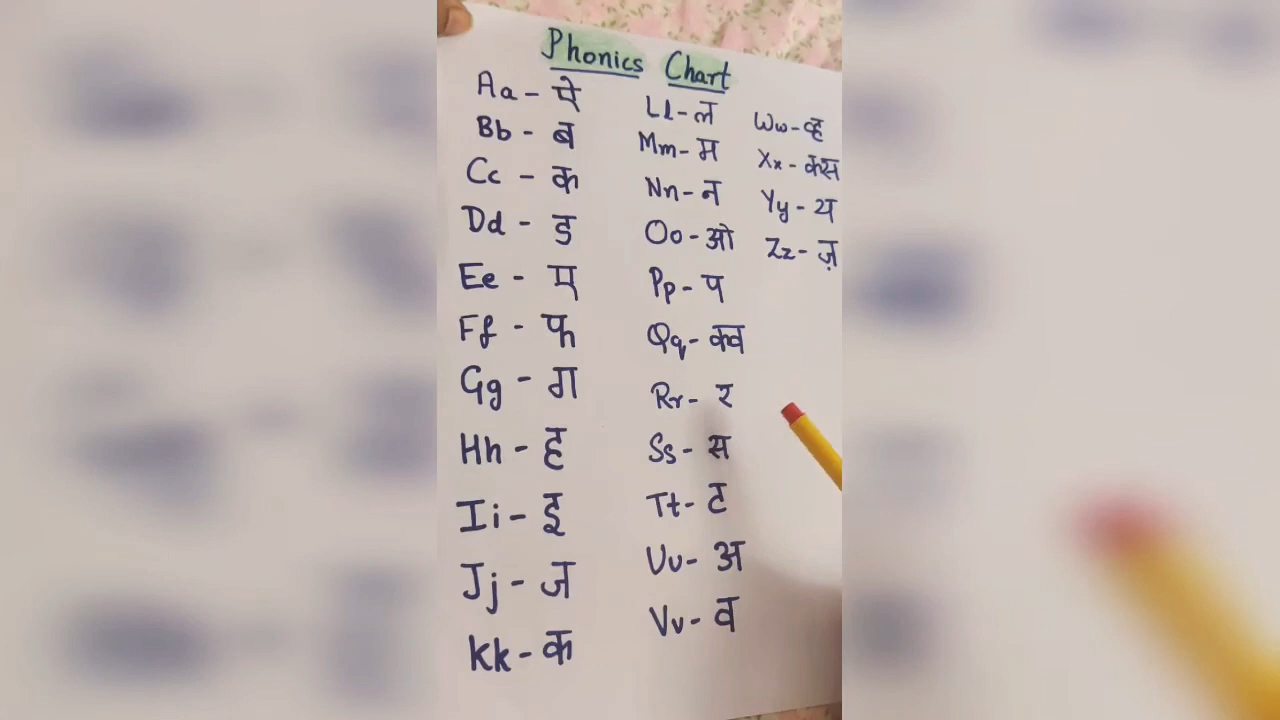 Phonics Chart
Aa - ऐ
Bb - ब
Cc - क
Dd - ड
Ee - ए
Ff - फ
Gg - ग
Hh - ह
Ii - इ
Jj - ज
Kk - क
Ll - ल
Mm - म
Nn - न
Oo - ओ
Pp - प
Qq - क्व
Rr - र
Ss - स
Tt - ट
Uu - अ
Vv - व
Ww - व्ह
Xx - क्स
Yy - य
Zz - ज़